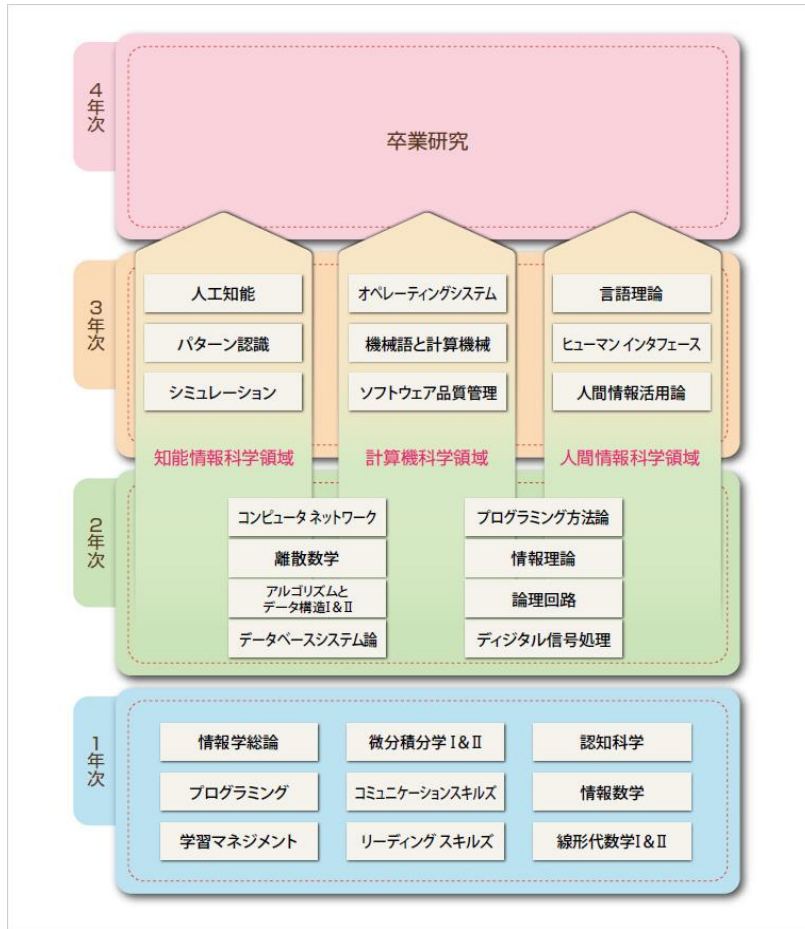 4年次
卒業研究
3年次
人工知能
オペレーティングシステム
言語理論
パターン認識
機械語と計算機械
ヒューマン インタフェース
シミュレーション
ソフトウェア品質管理
人間情報活用論
知能情報科学領域
計算機科学領域
人間情報科学領域
2年次
コンピュータ ネットワーク
プログラミング方法論
離散数学
情報理論
アルゴリズムと
データ構造Ⅰ&Ⅱ
論理回路
データベースシステム論
ディジタル信号処理
1年次
情報学総論
微分積分学Ⅰ&Ⅱ
認知科学
プログラミング
コミュニケーションスキルズ
情報数学
学習マネジメント
リーディング スキルズ
線形代数学Ⅰ&Ⅱ